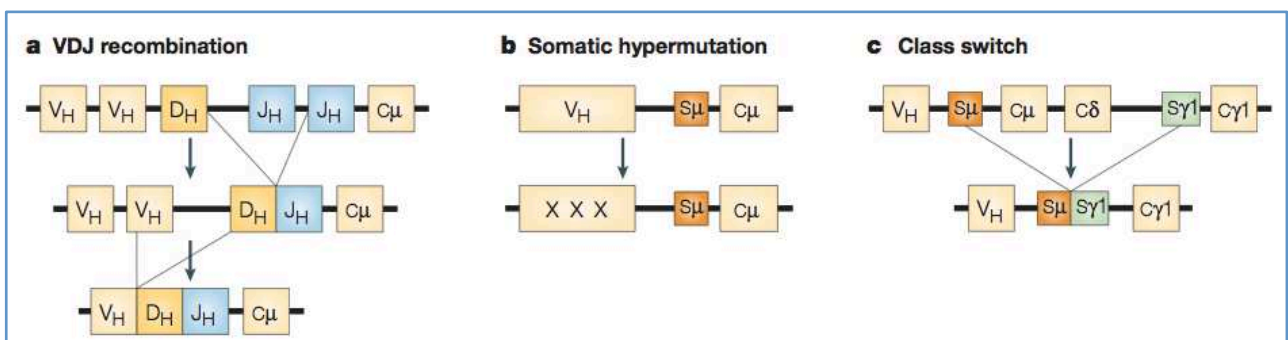 a VDJ recombination
VH VH DH JH JH Cμ
VH VH DH JH Cμ
VH DH JH Cμ
b Somatic hypermutation
VH Sμ Cμ
X X X Sμ Cμ
c Class switch
VH Sμ Cμ Cδ Sγ1 Cγ1
VH Sμ Sγ1 Cγ1